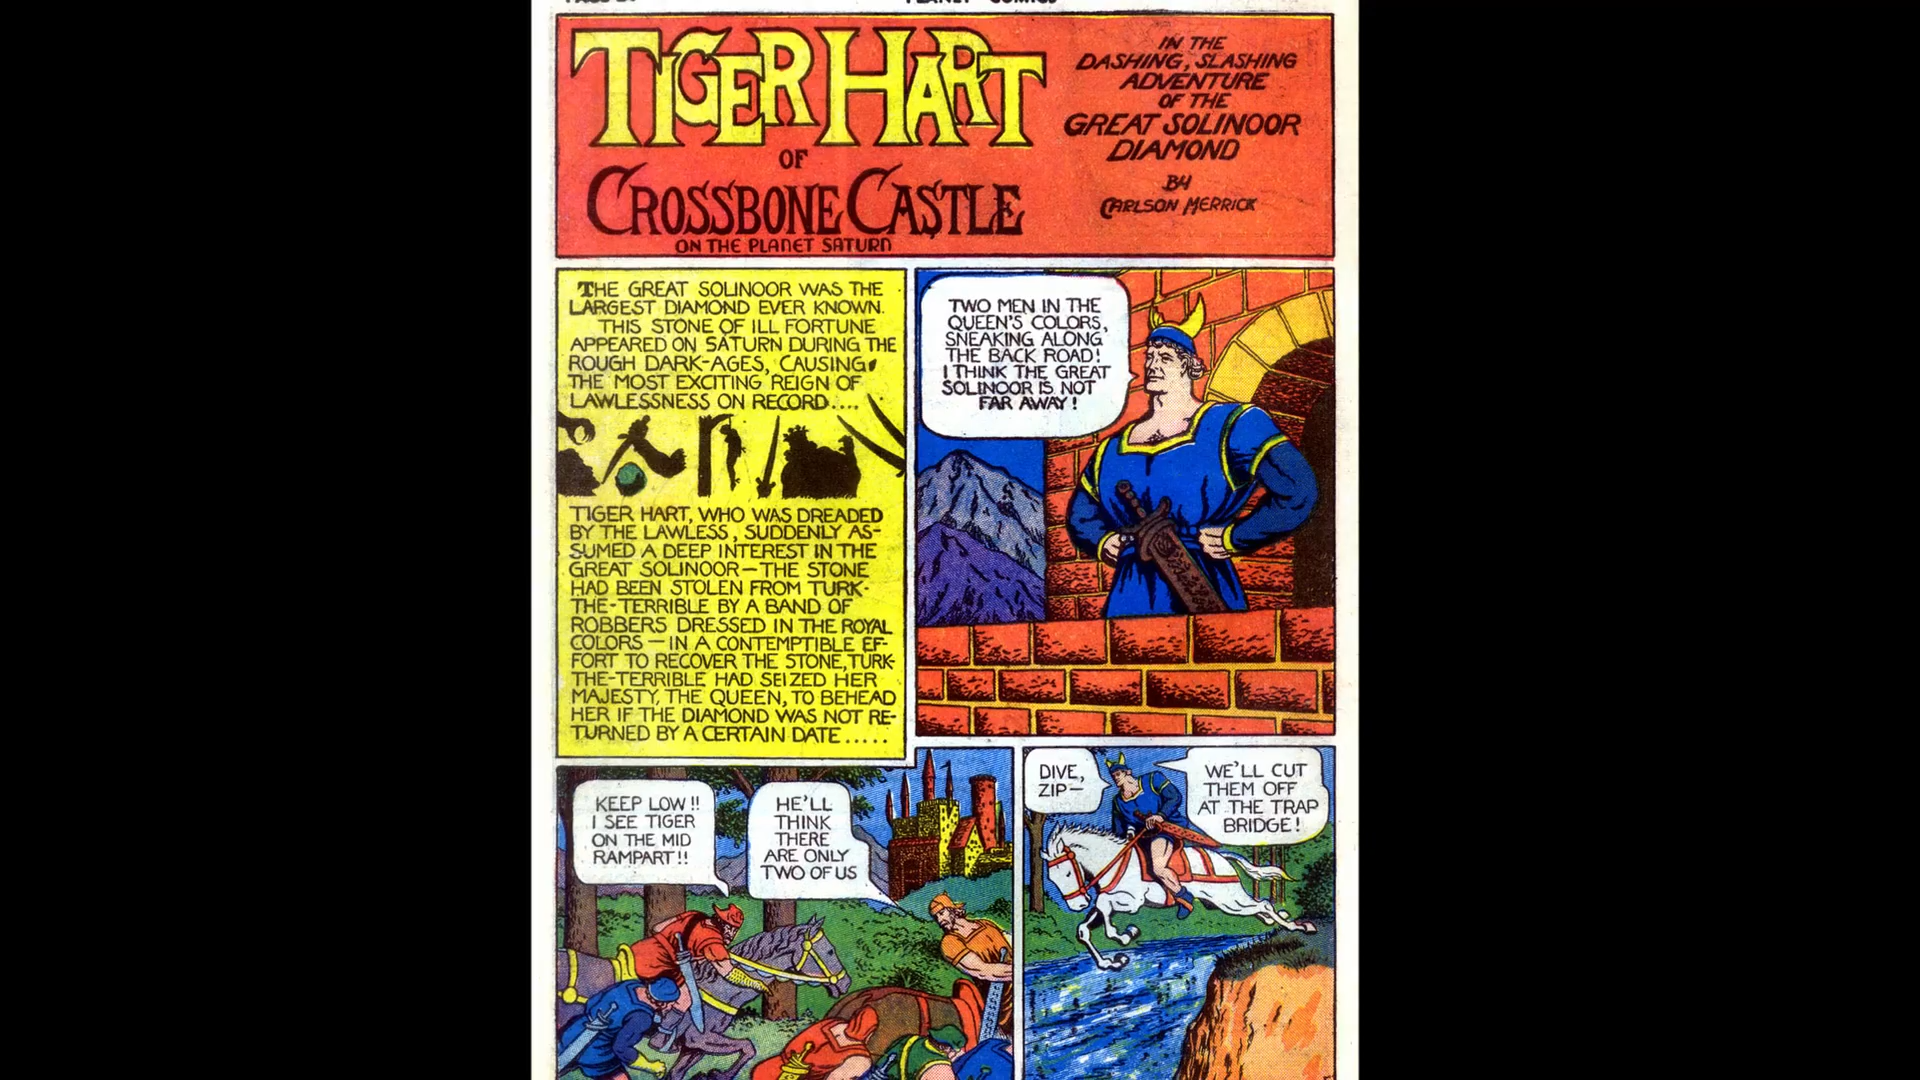 PLANET COMICS
TIGER HART
OF
CROSSBONE CASTLE
ON THE PLANET SATURN
IN THE
DASHING, SLASHING
ADVENTURE
OF THE
GREAT SOLINOOR
DIAMOND
BY
CARLSON MERRICK
THE GREAT SOLINOOR WAS THE
LARGEST DIAMOND EVER KNOWN.
THIS STONE OF ILL FORTUNE
APPEARED ON SATURN DURING THE
ROUGH DARK-AGES, CAUSING
THE MOST EXCITING REIGN OF
LAWLESSNESS ON RECORD....
TIGER HART, WHO WAS DREADED
BY THE LAWLESS, SUDDENLY AS-
SUMED A DEEP INTEREST IN THE
GREAT SOLINOOR—THE STONE
HAD BEEN STOLEN FROM TURK-
THE-TERRIBLE BY A BAND OF
ROBBERS DRESSED IN THE ROYAL
COLORS—IN A CONTEMPTIBLE EF-
FORT TO RECOVER THE STONE, TURK-
THE-TERRIBLE HAD SEIZED HER
MAJESTY, THE QUEEN, TO BEHEAD
HER IF THE DIAMOND WAS NOT RE-
TURNED BY A CERTAIN DATE.....
TWO MEN IN THE
QUEEN'S COLORS,
SNEAKING ALONG
THE BACK ROAD!
I THINK THE GREAT
SOLINOOR IS NOT
FAR AWAY!
KEEP LOW!!
I SEE TIGER
ON THE MID
RAMPART!!
HE'LL
THINK
THERE
ARE ONLY
TWO OF US
DIVE,
ZIP—
WE'LL CUT
THEM OFF
AT THE TRAP
BRIDGE!